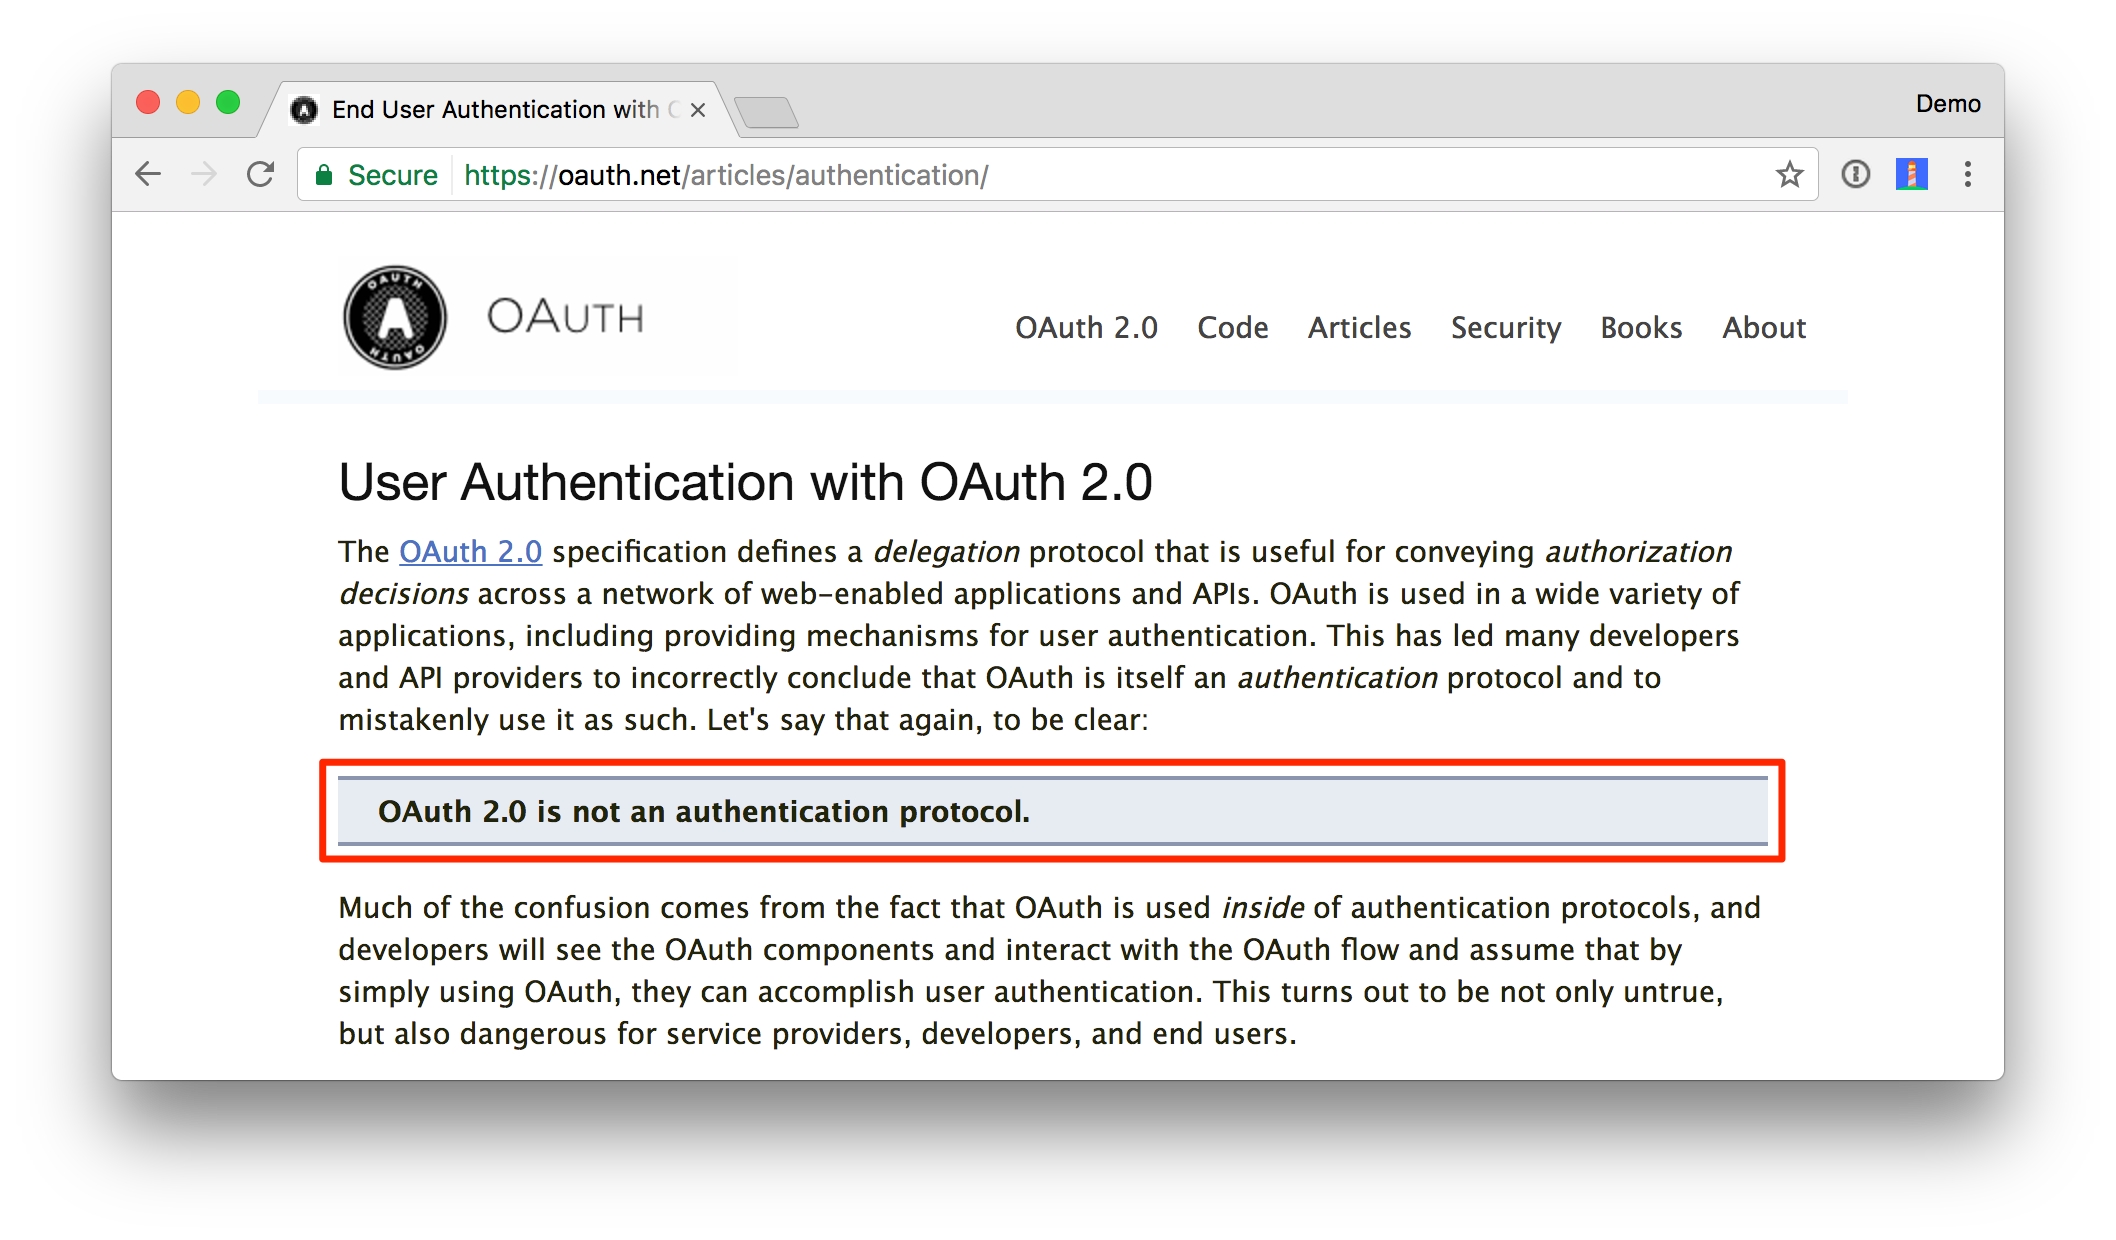 End User Authentication with
Demo
Secure https://oauth.net/articles/authentication/
OAUTH
OAUTH
A
OAUTH
OAuth 2.0 Code Articles Security Books About
User Authentication with OAuth 2.0
The OAuth 2.0 specification defines a delegation protocol that is useful for conveying authorization
decisions across a network of web-enabled applications and APIs. OAuth is used in a wide variety of
applications, including providing mechanisms for user authentication. This has led many developers
and API providers to incorrectly conclude that OAuth is itself an authentication protocol and to
mistakenly use it as such. Let's say that again, to be clear:
OAuth 2.0 is not an authentication protocol.
Much of the confusion comes from the fact that OAuth is used inside of authentication protocols, and
developers will see the OAuth components and interact with the OAuth flow and assume that by
simply using OAuth, they can accomplish user authentication. This turns out to be not only untrue,
but also dangerous for service providers, developers, and end users.